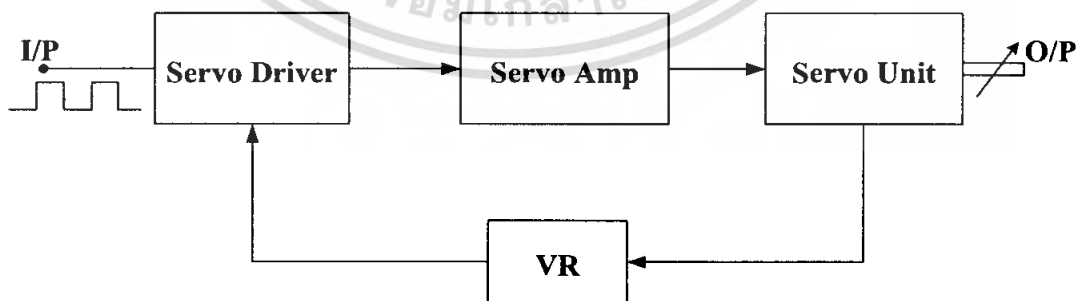 I/P
Servo Driver
Servo Amp
Servo Unit
O/P
VR